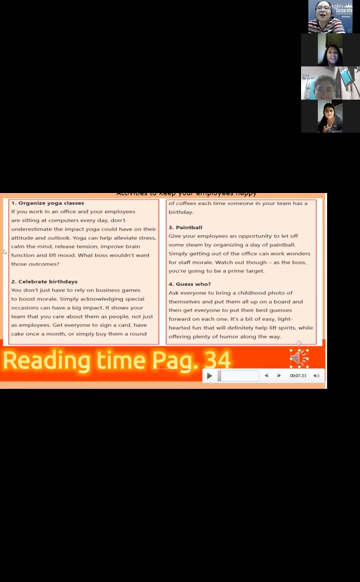 Activities to keep your employees happy
1. Organize yoga classes
If you work in an office and your employees
are sitting at computers every day, don't
underestimate the impact yoga could have on their
attitude and outlook. Yoga can help alleviate stress,
calm the mind, release tension, improve brain
function and lift mood. What boss wouldn't want
those outcomes?
2. Celebrate birthdays
You don't just have to rely on business games
to boost morale. Simply acknowledging special
occasions can have a big impact. It shows your
team that you care about them as people, not just
as employees. Get everyone to sign a card, have
cake once a month, or simply buy them a round
of coffees each time someone in your team has a
birthday.
3. Paintball
Give your employees an opportunity to let off
some steam by organizing a day of paintball.
Simply getting out of the office can work wonders
for staff morale. Watch out though – as the boss,
you're going to be a prime target.
4. Guess who?
Ask everyone to bring a childhood photo of
themselves and put them all up on a board and
then get everyone to put their best guesses
forward on each one. It's a bit of easy, light-
hearted fun that will definitely help lift spirits, while
offering plenty of humor along the way.
Reading time Pag. 34